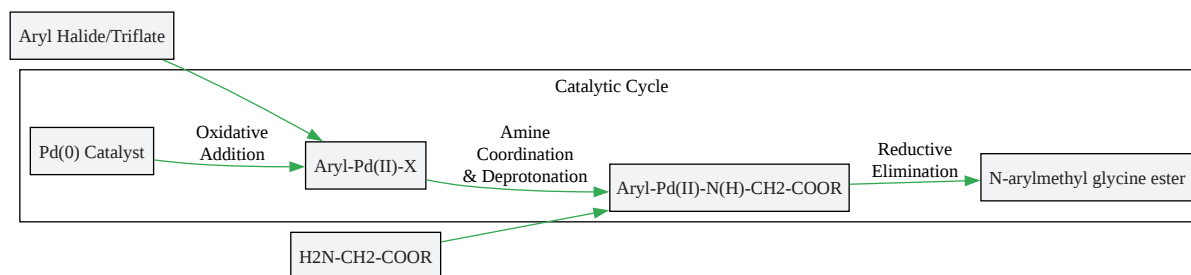 Aryl Halide/Triflate
Catalytic Cycle
Pd(0) Catalyst
Oxidative
Addition
Aryl-Pd(II)-X
Amine
Coordination
& Deprotonation
Aryl-Pd(II)-N(H)-CH2-COOR
Reductive
Elimination
N-arylmethyl glycine ester
H2N-CH2-COOR